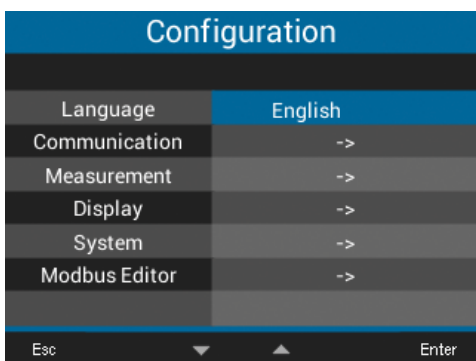 Configuration
Language English
Communication ->
Measurement ->
Display ->
System ->
Modbus Editor ->
Esc Enter